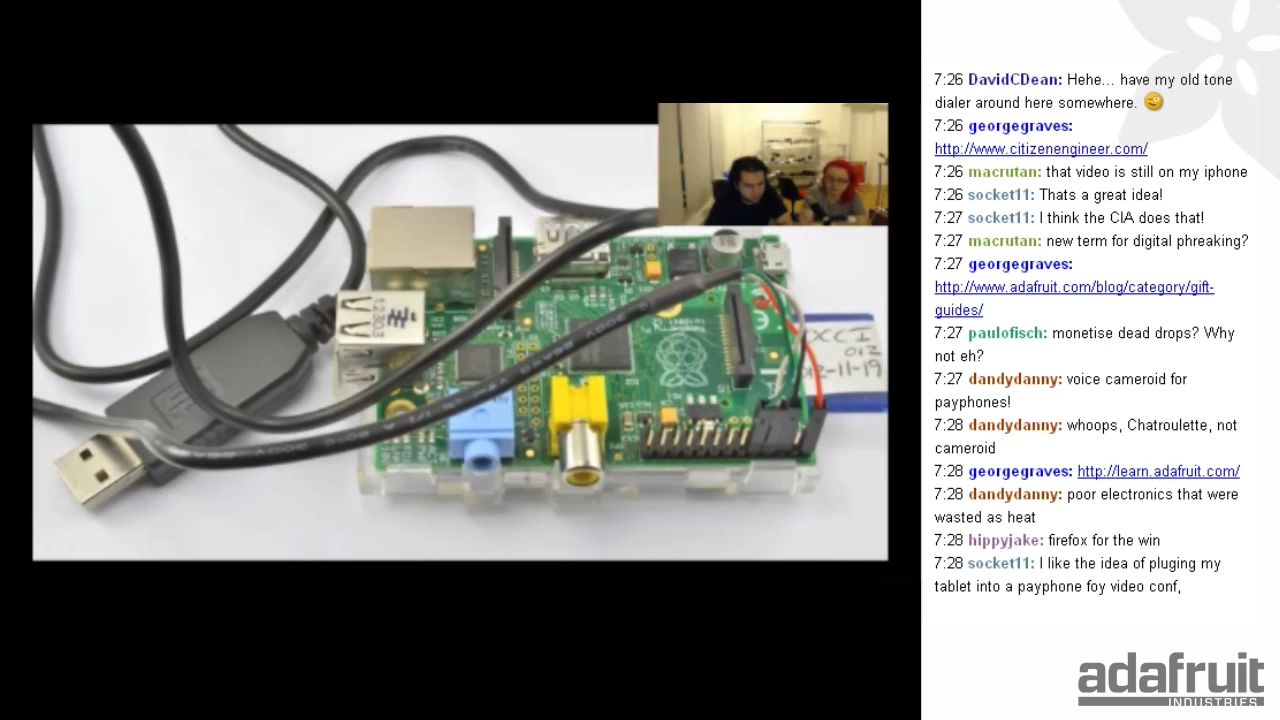 7:26 DavidCDean: Hehe... have my old tone
dialer around here somewhere.
7:26 georgegraves:
http://www.citizenengineer.com/
7:26 macrutan: that video is still on my iphone
7:26 socket11: Thats a great idea!
7:27 socket11: I think the CIA does that!
7:27 macrutan: new term for digital phreaking?
7:27 georgegraves:
http://www.adafruit.com/blog/category/gift-
guides/
7:27 paulofisch: monetise dead drops? Why
not eh?
7:27 dandydanny: voice cameroid for
payphones!
7:28 dandydanny: whoops, Chatroulette, not
cameroid
7:28 georgegraves: http://learn.adafruit.com/
7:28 dandydanny: poor electronics that were
wasted as heat
7:28 hippyjake: firefox for the win
7:28 socket11: I like the idea of pluging my
tablet into a payphone foy video conf,
adafruit
INDUSTRIES
12303
XCCI
012
012-11-19